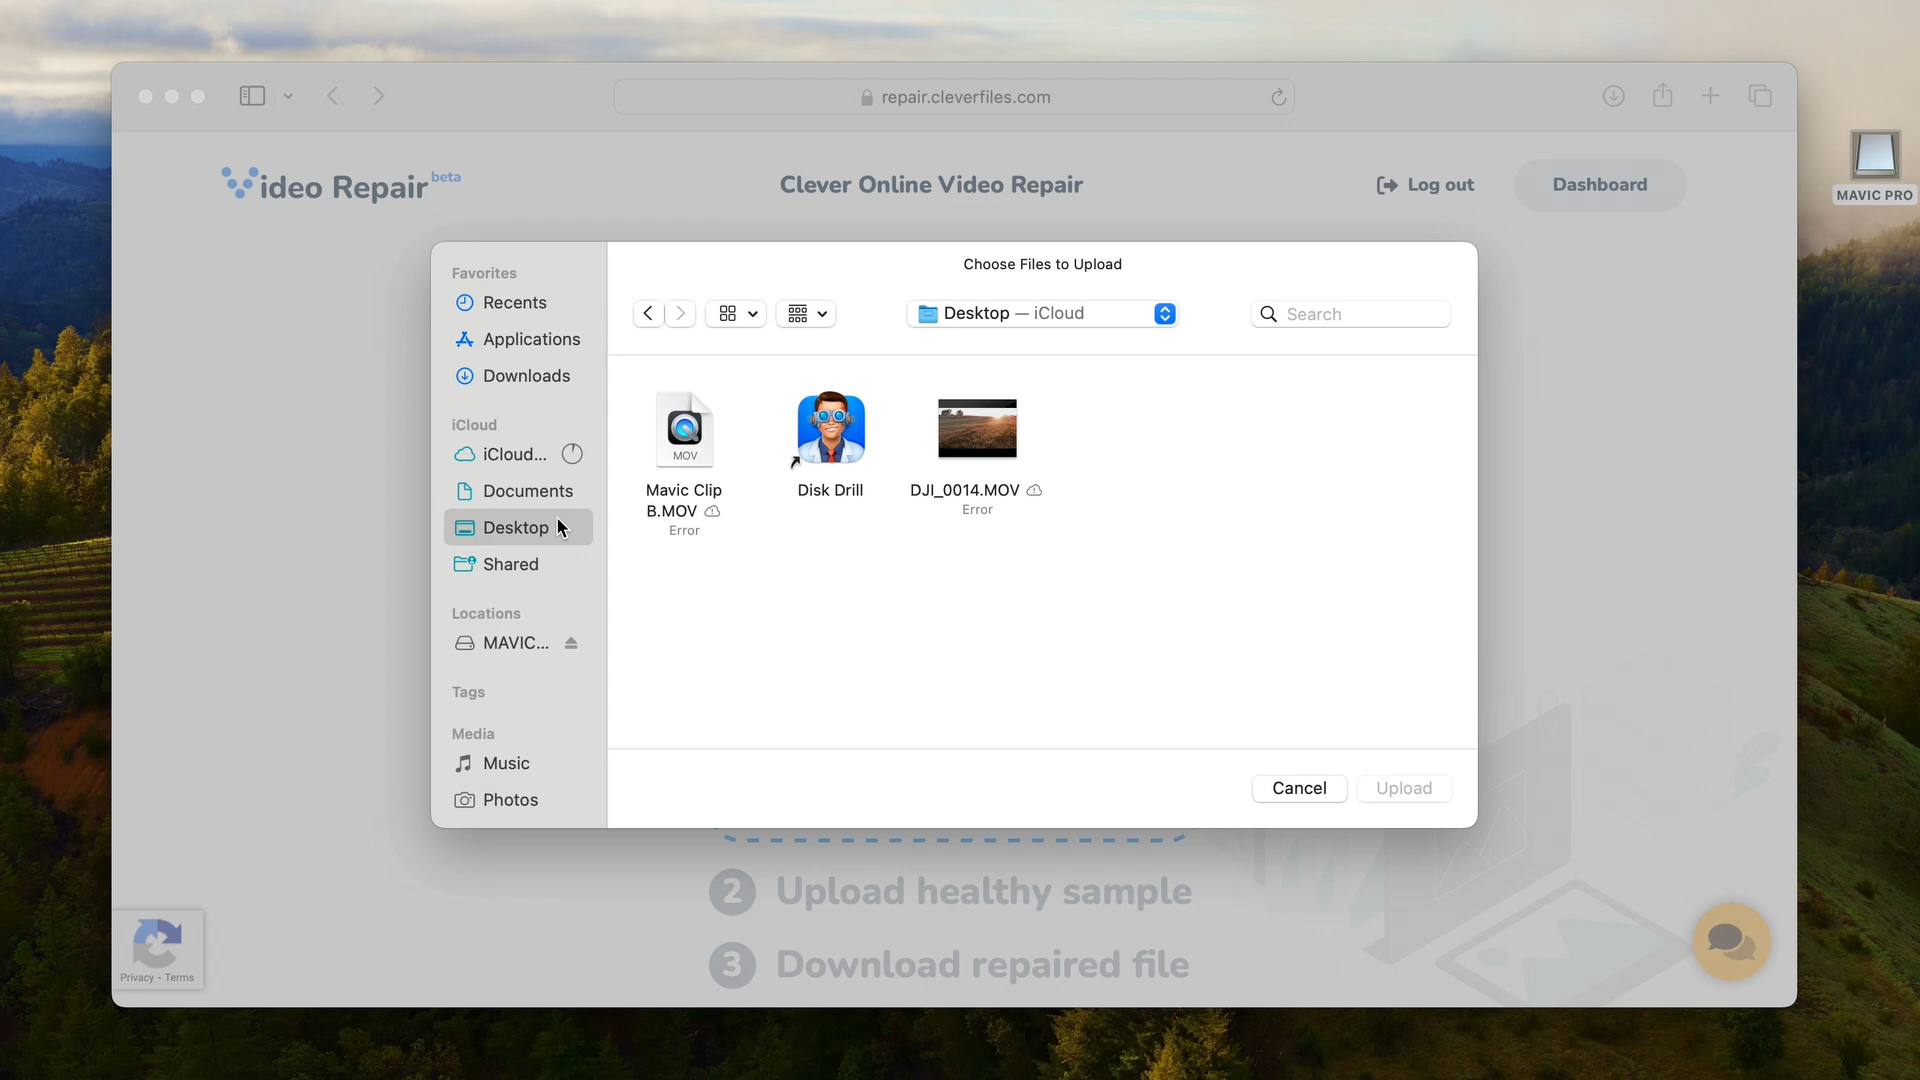 repair.cleverfiles.com
MAVIC PRO
ideo Repair beta
Clever Online Video Repair
Log out
Dashboard
Choose Files to Upload
Favorites
Recents
Applications
Downloads
iCloud
iCloud...
Documents
Desktop
Shared
Locations
MAVIC...
Tags
Media
Music
Photos
Desktop — iCloud
Search
MOV
Mavic Clip
B.MOV
Error
Disk Drill
DJI_0014.MOV
Error
Cancel
Upload
2 Upload healthy sample
3 Download repaired file
Privacy - Terms